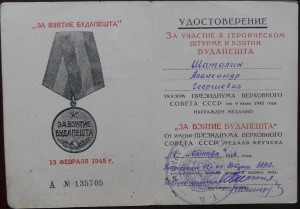 "ЗА ВЗЯТИЕ БУДАПЕШТА"
ЗА ВЗЯТИЕ
БУДАПЕШТА
13 ФЕВРАЛЯ 1945 г.
А № 135705
УДОСТОВЕРЕНИЕ
ЗА УЧАСТИЕ В ГЕРОИЧЕСКОМ
ШТУРМЕ И ВЗЯТИИ
БУДАПЕШТА
Шаталин
Александр
Георгиевич
УКАЗОМ ПРЕЗИДИУМА ВЕРХОВНОГО
СОВЕТА СССР от 9 июня 1945 года
НАГРАЖДЕН МЕДАЛЬЮ
"ЗА ВЗЯТИЕ БУДАПЕШТА"
ОТ ИМЕНИ ПРЕЗИДИУМА ВЕРХОВНОГО
СОВЕТА СССР МЕДАЛЬ ВРУЧЕНА